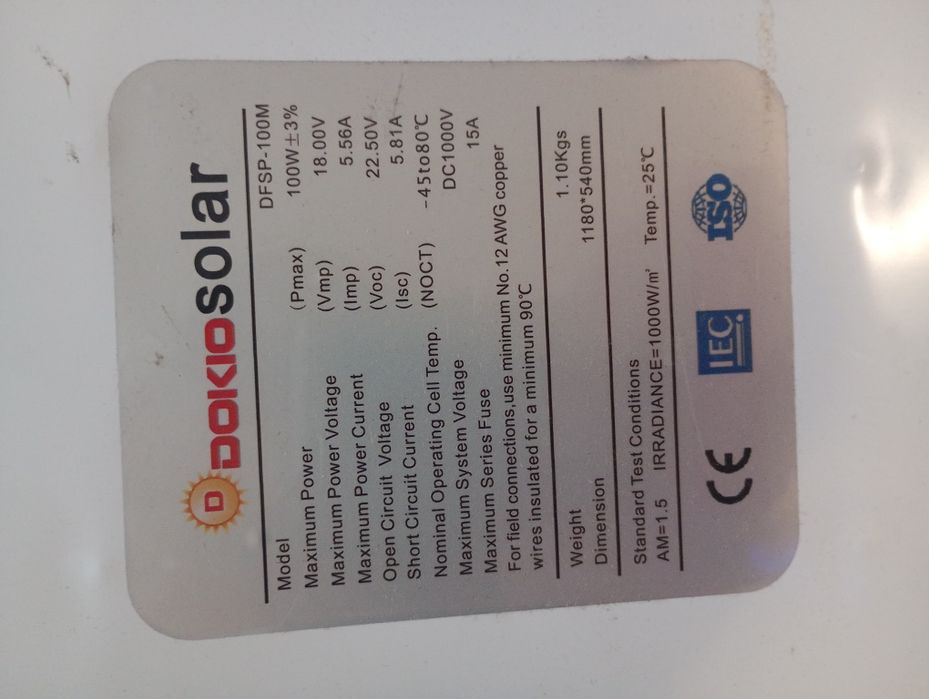 D DOKIO solar
Model DFSP-100M
Maximum Power (Pmax) 100W±3%
Maximum Power Voltage (Vmp) 18.00V
Maximum Power Current (Imp) 5.56A
Open Circuit Voltage (Voc) 22.50V
Short Circuit Current (Isc) 5.81A
Nominal Operating Cell Temp. (NOCT) -45to80℃
Maximum System Voltage DC1000V
Maximum Series Fuse 15A
For field connections,use minimum No.12 AWG copper
wires insulated for a minimum 90℃
Weight 1.10Kgs
Dimension 1180*540mm
Standard Test Conditions
AM=1.5 IRRADIANCE=1000W/㎡ Temp.=25℃
CE IEC ISO